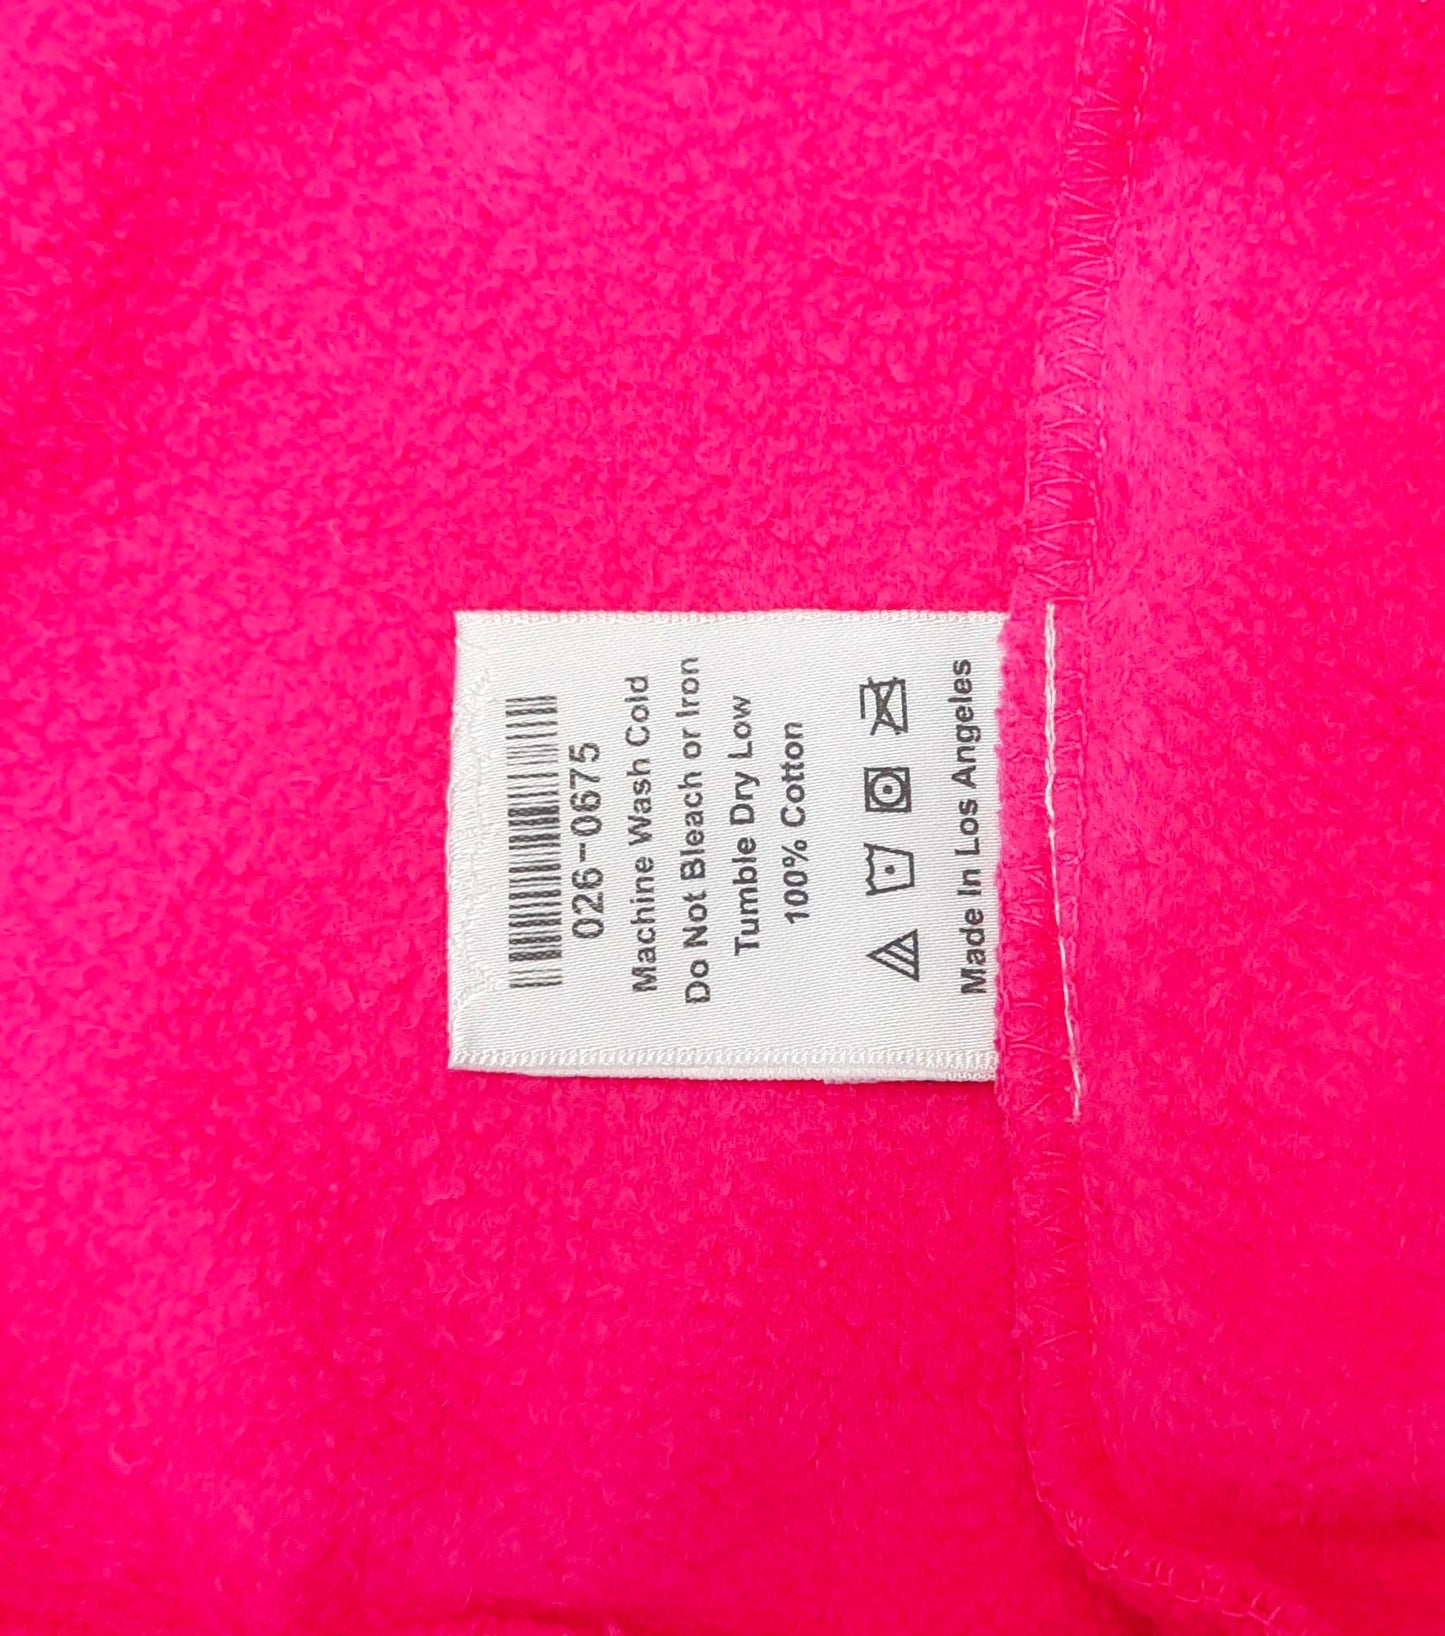 026-0675
Machine Wash Cold
Do Not Bleach or Iron
Tumble Dry Low
100% Cotton
Made In Los Angeles